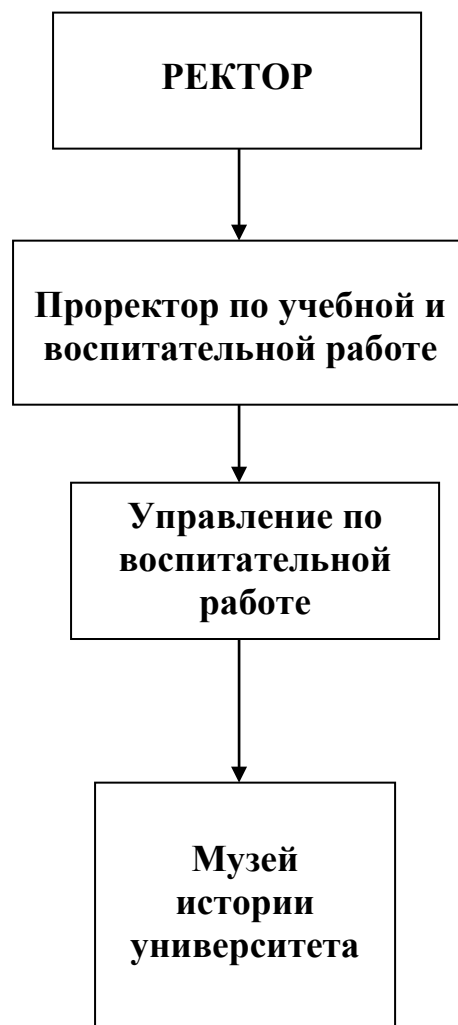 РЕКТОР
Проректор по учебной и
воспитательной работе
Управление по
воспитательной
работе
Музей
истории
университета